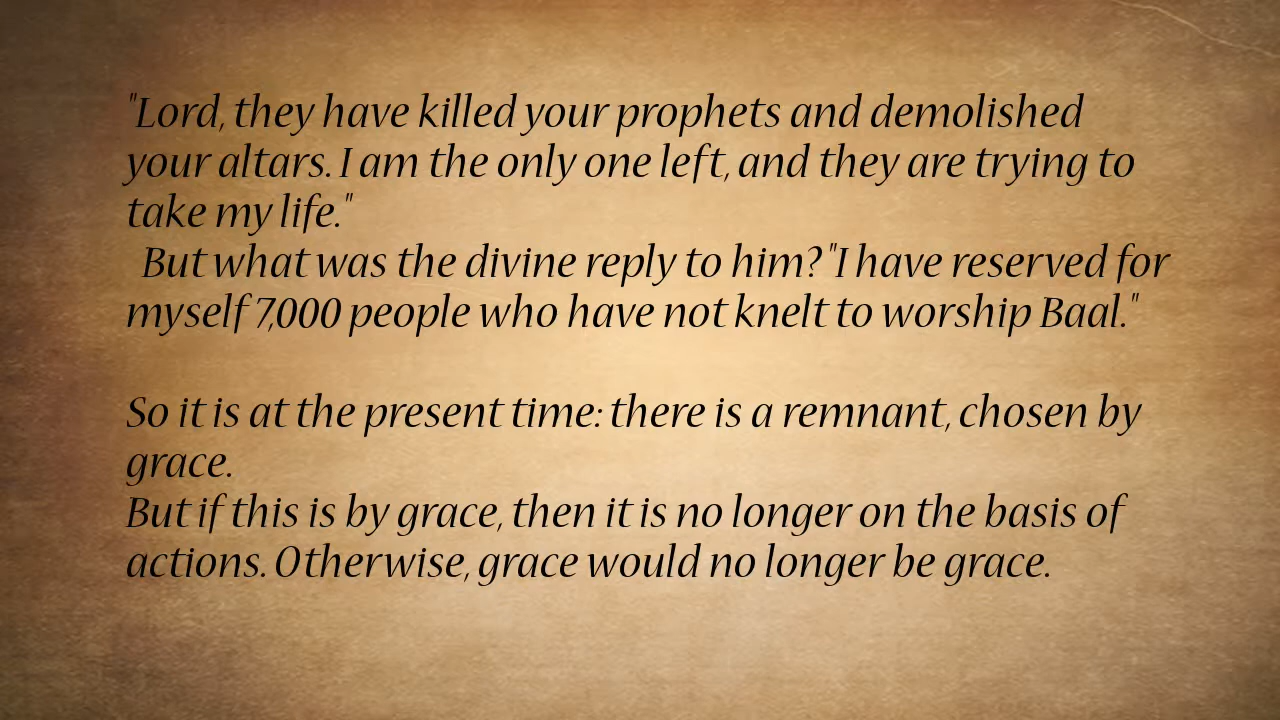 "Lord, they have killed your prophets and demolished
your altars. I am the only one left, and they are trying to
take my life."
But what was the divine reply to him? "I have reserved for
myself 7,000 people who have not knelt to worship Baal."
So it is at the present time: there is a remnant, chosen by
grace.
But if this is by grace, then it is no longer on the basis of
actions. Otherwise, grace would no longer be grace.